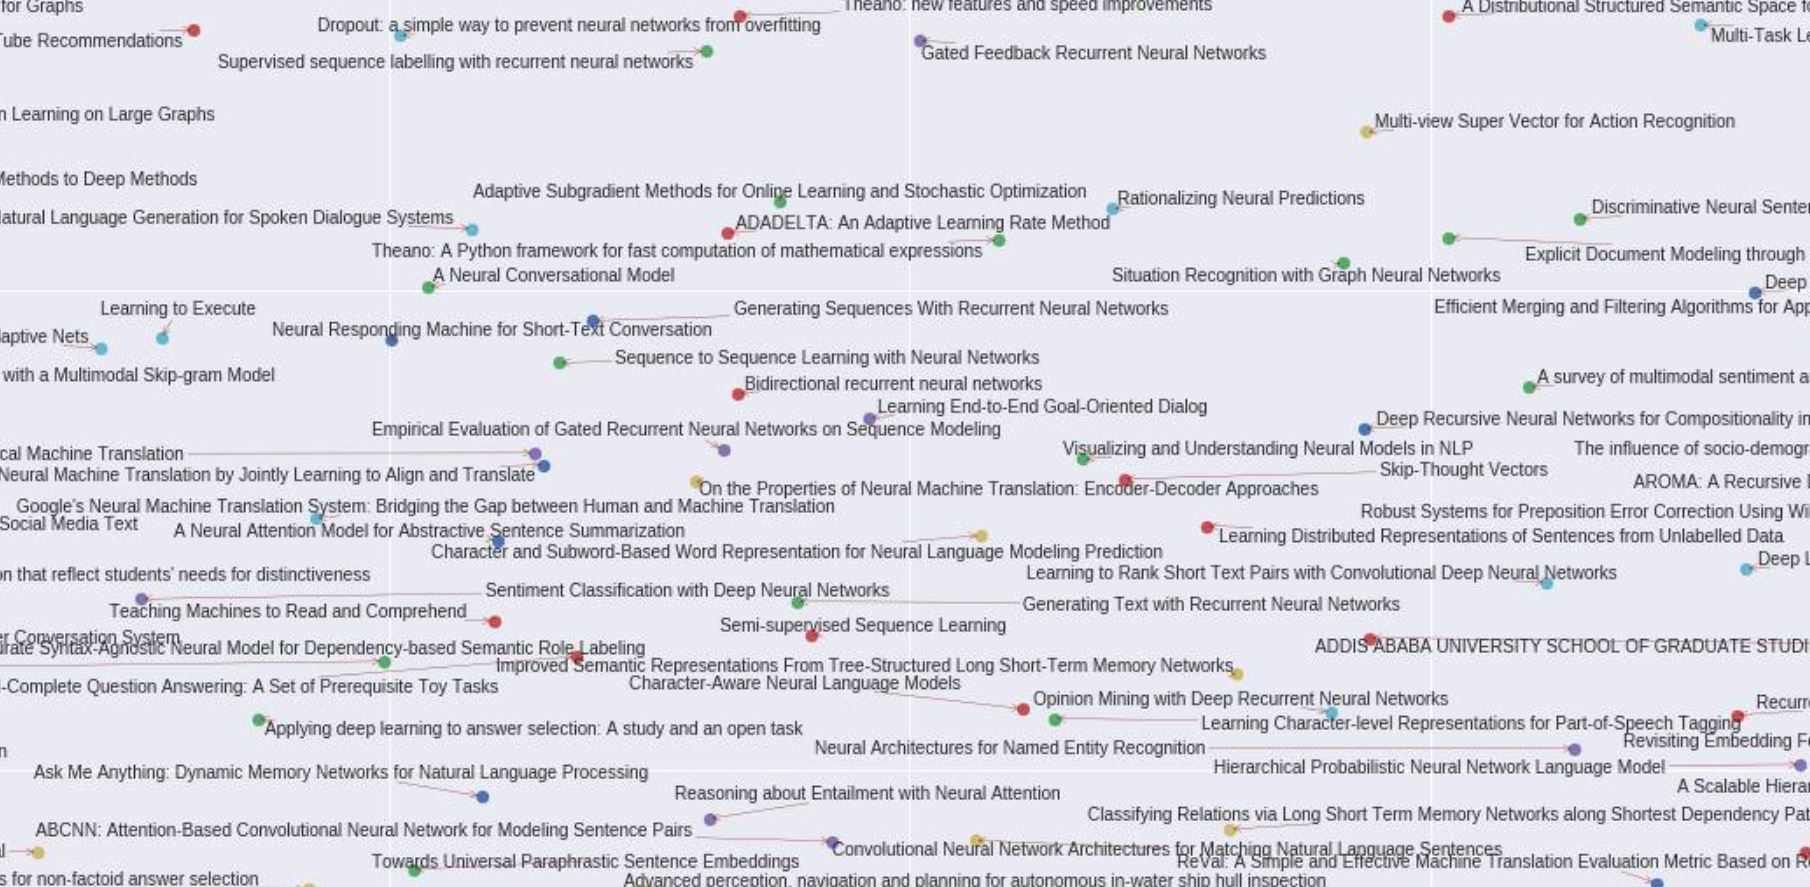 for Graphs
Theano: new features and speed improvements
A Distributional Structured Semantic Space fo
Dropout: a simple way to prevent neural networks from overfitting
Tube Recommendations
Multi-Task Le
Gated Feedback Recurrent Neural Networks
Supervised sequence labelling with recurrent neural networks
n Learning on Large Graphs
Multi-view Super Vector for Action Recognition
Methods to Deep Methods
Adaptive Subgradient Methods for Online Learning and Stochastic Optimization
Rationalizing Neural Predictions
Discriminative Neural Senten
Natural Language Generation for Spoken Dialogue Systems
ADADELTA: An Adaptive Learning Rate Method
Theano: A Python framework for fast computation of mathematical expressions
Explicit Document Modeling through
A Neural Conversational Model
Situation Recognition with Graph Neural Networks
Deep
Learning to Execute
Generating Sequences With Recurrent Neural Networks
Efficient Merging and Filtering Algorithms for App
Neural Responding Machine for Short-Text Conversation
aptive Nets
Sequence to Sequence Learning with Neural Networks
with a Multimodal Skip-gram Model
A survey of multimodal sentiment a
Bidirectional recurrent neural networks
Learning End-to-End Goal-Oriented Dialog
Deep Recursive Neural Networks for Compositionality in
Empirical Evaluation of Gated Recurrent Neural Networks on Sequence Modeling
cal Machine Translation
Visualizing and Understanding Neural Models in NLP
The influence of socio-demogr
Neural Machine Translation by Jointly Learning to Align and Translate
Skip-Thought Vectors
AROMA: A Recursive
On the Properties of Neural Machine Translation: Encoder-Decoder Approaches
Google's Neural Machine Translation System: Bridging the Gap between Human and Machine Translation
Robust Systems for Preposition Error Correction Using Wi
Social Media Text
A Neural Attention Model for Abstractive Sentence Summarization
Learning Distributed Representations of Sentences from Unlabelled Data
Character and Subword-Based Word Representation for Neural Language Modeling Prediction
Deep L
on that reflect students' needs for distinctiveness
Learning to Rank Short Text Pairs with Convolutional Deep Neural Networks
Sentiment Classification with Deep Neural Networks
Generating Text with Recurrent Neural Networks
Teaching Machines to Read and Comprehend
Semi-supervised Sequence Learning
er Conversation System
urate Syntax-Agnostic Neural Model for Dependency-based Semantic Role Labeling
ADDIS ABABA UNIVERSITY SCHOOL OF GRADUATE STUDI
Improved Semantic Representations From Tree-Structured Long Short-Term Memory Networks
-Complete Question Answering: A Set of Prerequisite Toy Tasks
Character-Aware Neural Language Models
Opinion Mining with Deep Recurrent Neural Networks
Recurr
Applying deep learning to answer selection: A study and an open task
Learning Character-level Representations for Part-of-Speech Tagging
n
Neural Architectures for Named Entity Recognition
Revisiting Embedding Fe
Ask Me Anything: Dynamic Memory Networks for Natural Language Processing
Hierarchical Probabilistic Neural Network Language Model
A Scalable Hierar
Reasoning about Entailment with Neural Attention
Classifying Relations via Long Short Term Memory Networks along Shortest Dependency Pat
ABCNN: Attention-Based Convolutional Neural Network for Modeling Sentence Pairs
l
Convolutional Neural Network Architectures for Matching Natural Language Sentences
Towards Universal Paraphrastic Sentence Embeddings
ReVal: A Simple and Effective Machine Translation Evaluation Metric Based on R
s for non-factoid answer selection
Advanced perception, navigation and planning for autonomous in-water ship hull inspection